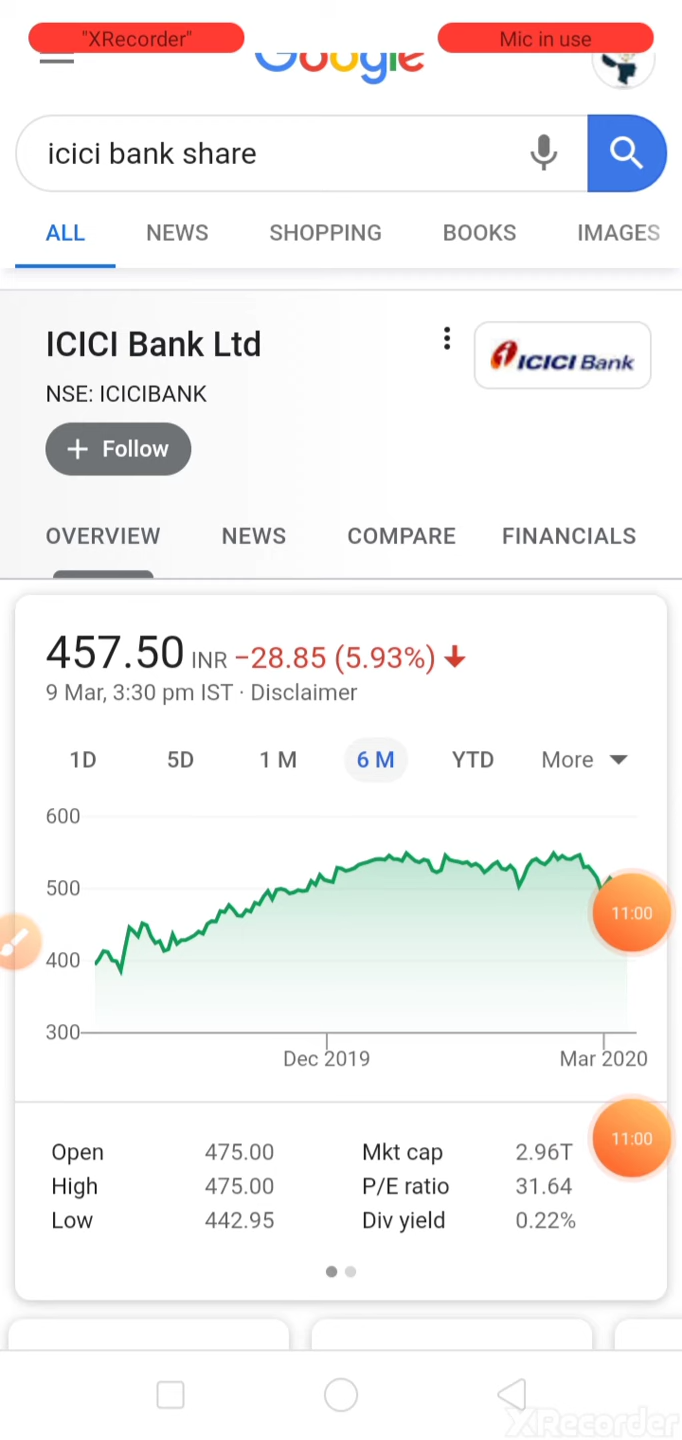 "XRecorder" Mic in use
Google
icici bank share
ALL NEWS SHOPPING BOOKS IMAGES
ICICI Bank Ltd
ICICI Bank
NSE: ICICIBANK
+ Follow
OVERVIEW NEWS COMPARE FINANCIALS
457.50 INR −28.85 (5.93%)
9 Mar, 3:30 pm IST · Disclaimer
1D 5D 1 M 6 M YTD More
600
500
11:00
400
300
Dec 2019 Mar 2020
Open 475.00 Mkt cap 2.96T
11:00
High 475.00 P/E ratio 31.64
Low 442.95 Div yield 0.22%
XRecorder